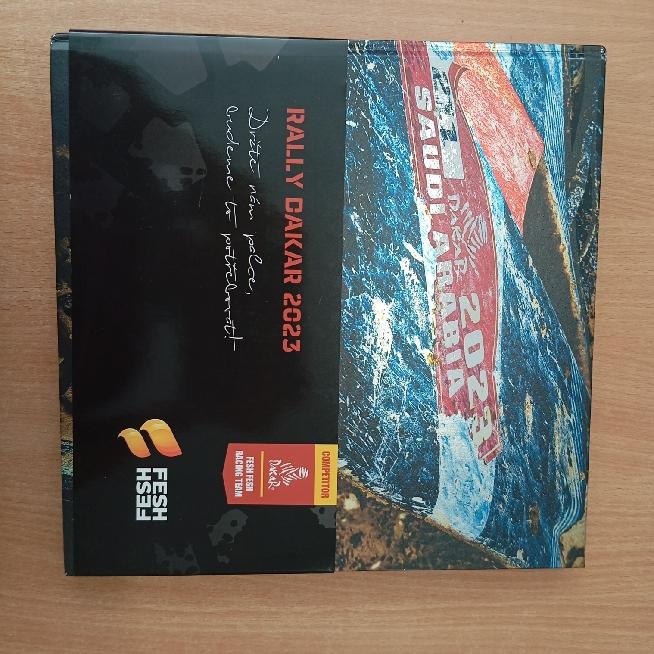 SAUDI ARABIA
DAKAR 2023
RALLY DAKAR 2023
Držte nám palce,
budeme to potřebovat!
COMPETITOR
DAKAR
FESH FESH
RACING TEAM
FESH
FESH